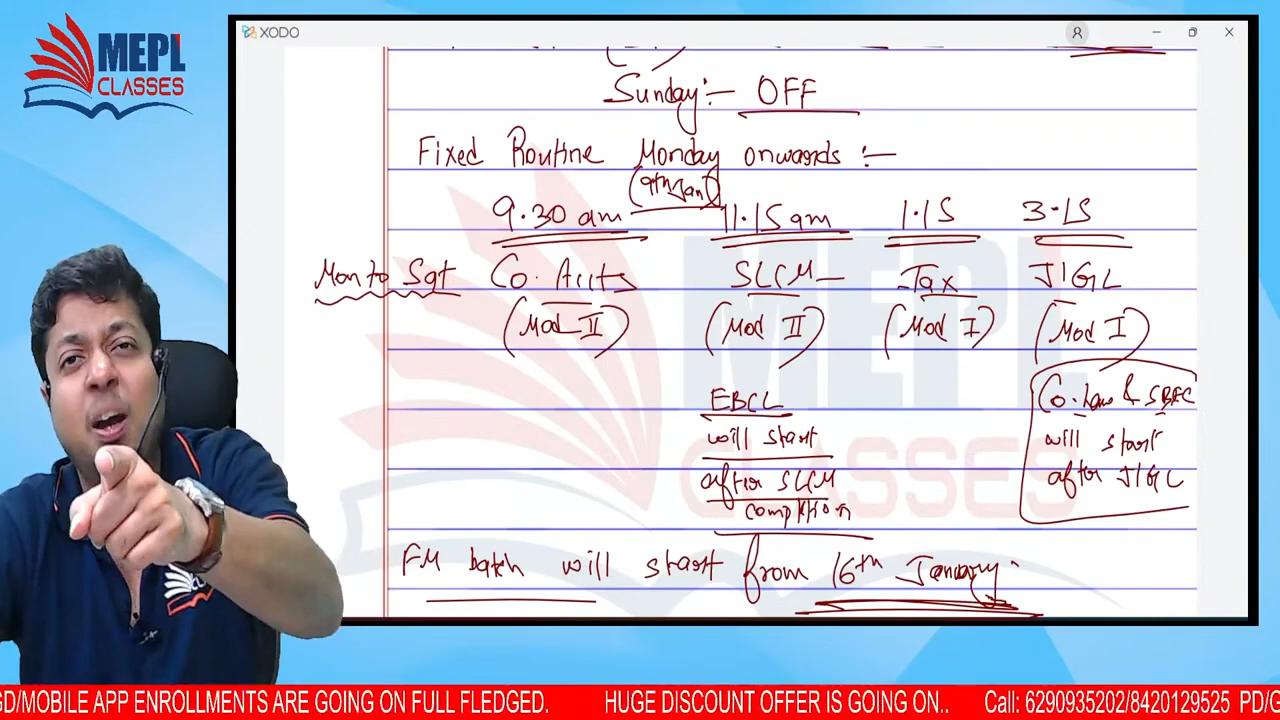 MEPL
CLASSES
XODO
Sunday:- OFF
Fixed Routine Monday onwards :-
(9th Jan)
9.30 am 11.15 am 1.15 3.15
Mon to Sat Co. Accts SLCM Tax JIGL
(Mod II) (Mod II) (Mod I) (Mod I)
EBCL
will start
after SLCM
completion
Co. Law & SBEC
will start
after JIGL
FM batch will start from 16th January.
MEPL
CLASSES
GD/MOBILE APP ENROLLMENTS ARE GOING ON FULL FLEDGED. HUGE DISCOUNT OFFER IS GOING ON.. Call: 6290935202/8420129525 PD/G